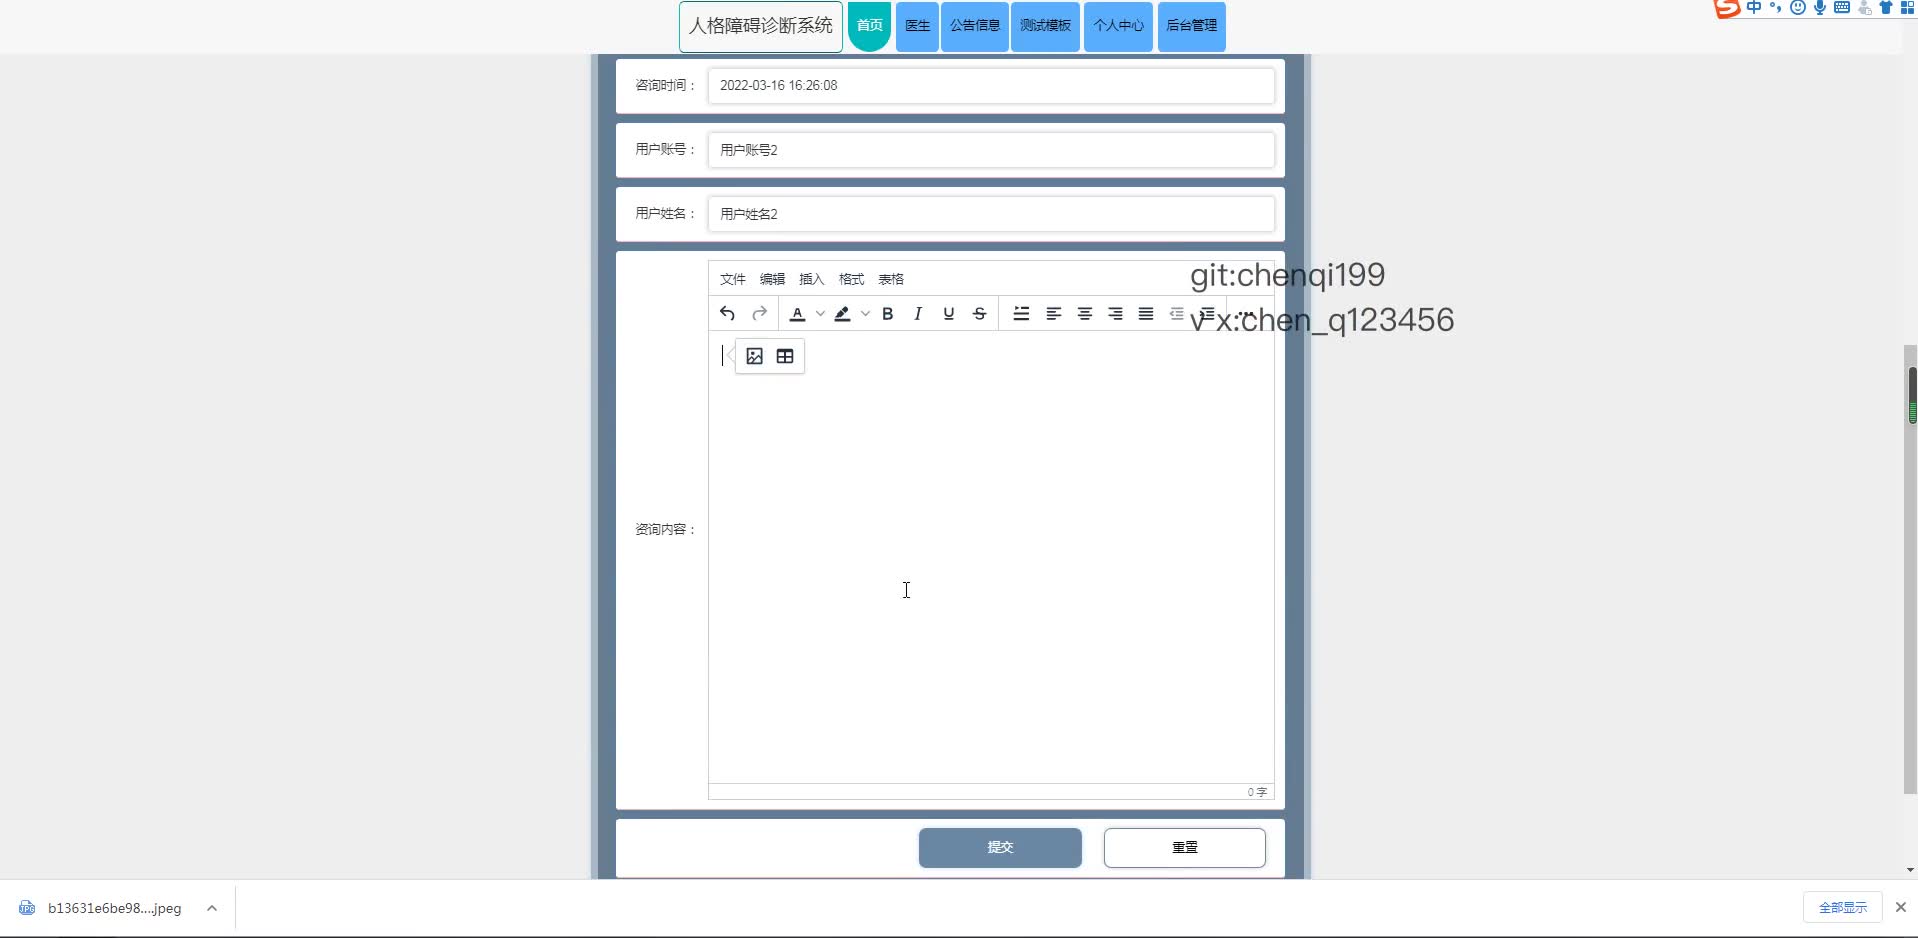 人格障碍诊断系统
首页
医生
公告信息
测试模板
个人中心
后台管理
中
咨询时间：
2022-03-16 16:26:08
用户账号：
用户账号2
用户姓名：
用户姓名2
文件 编辑 插入 格式 表格
git:chenqi199
v x:chen_q123456
资询内容：
0 字
提交
重置
b13631e6be98....jpeg
全部显示